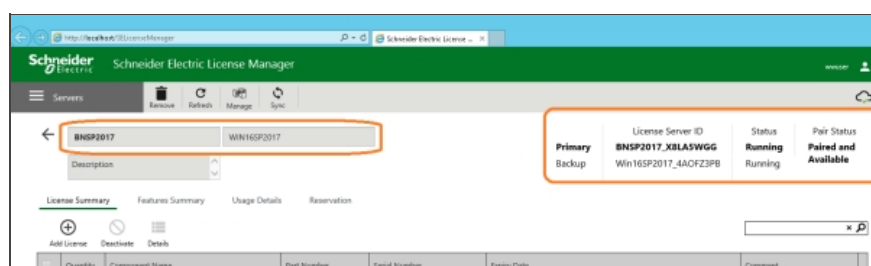 http://localhost/SELicenseManager
Schneider Electric License ...
Schneider Electric
Schneider Electric License Manager
Servers
Remove Refresh Manage Sync
BNSP2017 WIN16SP2017
License Server ID Status Pair Status
Primary BNSP2017_X8LA5WGG Running Paired and Available
Backup Win16SP2017_4AOFZ3PB Running
Description
License Summary Features Summary Usage Details Reservation
Add License Deactivate Details
Quantity Component Name Part Number Serial Number Expiry Date Comment